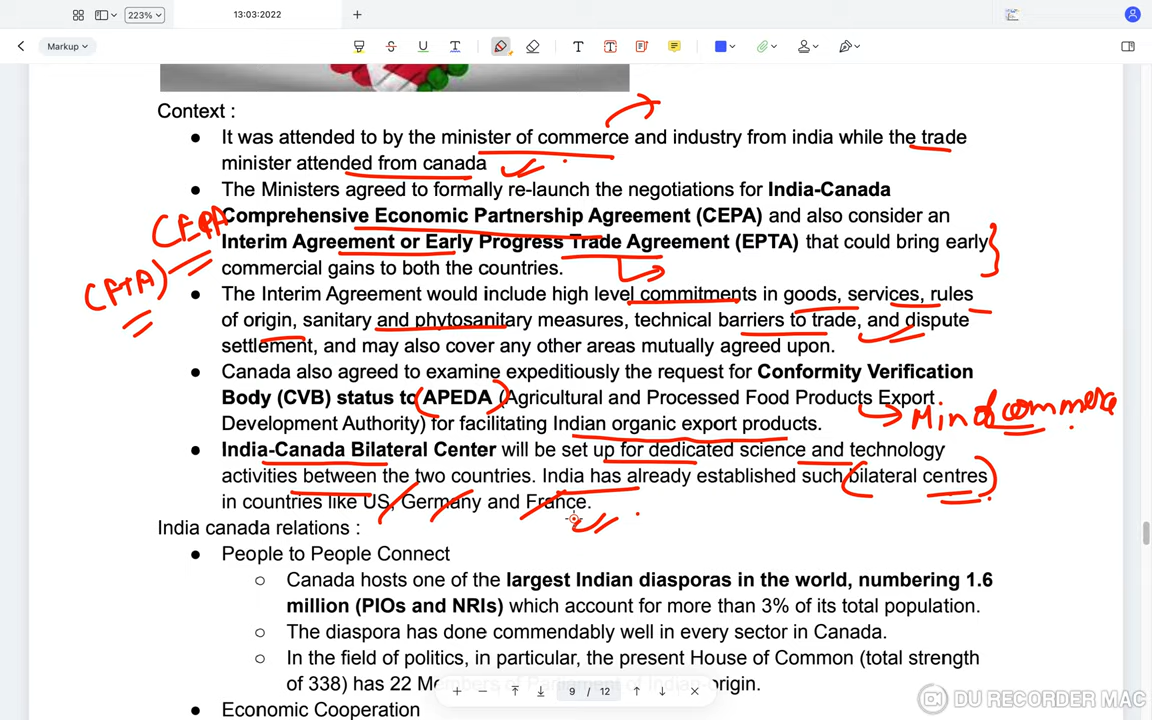 223%
13:03:2022
Markup
Context :
● It was attended to by the minister of commerce and industry from india while the trade
minister attended from canada
● The Ministers agreed to formally re-launch the negotiations for India-Canada
Comprehensive Economic Partnership Agreement (CEPA) and also consider an
CEPA
Interim Agreement or Early Progress Trade Agreement (EPTA) that could bring early
commercial gains to both the countries.
(FTA)
● The Interim Agreement would include high level commitments in goods, services, rules
of origin, sanitary and phytosanitary measures, technical barriers to trade, and dispute
settlement, and may also cover any other areas mutually agreed upon.
● Canada also agreed to examine expeditiously the request for Conformity Verification
Body (CVB) status to (APEDA) (Agricultural and Processed Food Products Export
Min of commerce
Development Authority) for facilitating Indian organic export products.
● India-Canada Bilateral Center will be set up for dedicated science and technology
activities between the two countries. India has already established such bilateral centres
in countries like US, Germany and France.
India canada relations :
● People to People Connect
○ Canada hosts one of the largest Indian diasporas in the world, numbering 1.6
million (PIOs and NRIs) which account for more than 3% of its total population.
○ The diaspora has done commendably well in every sector in Canada.
○ In the field of politics, in particular, the present House of Common (total strength
of 338) has 22 Members of Parliament of Indian-origin.
9 / 12
● Economic Cooperation
DU RECORDER MAC